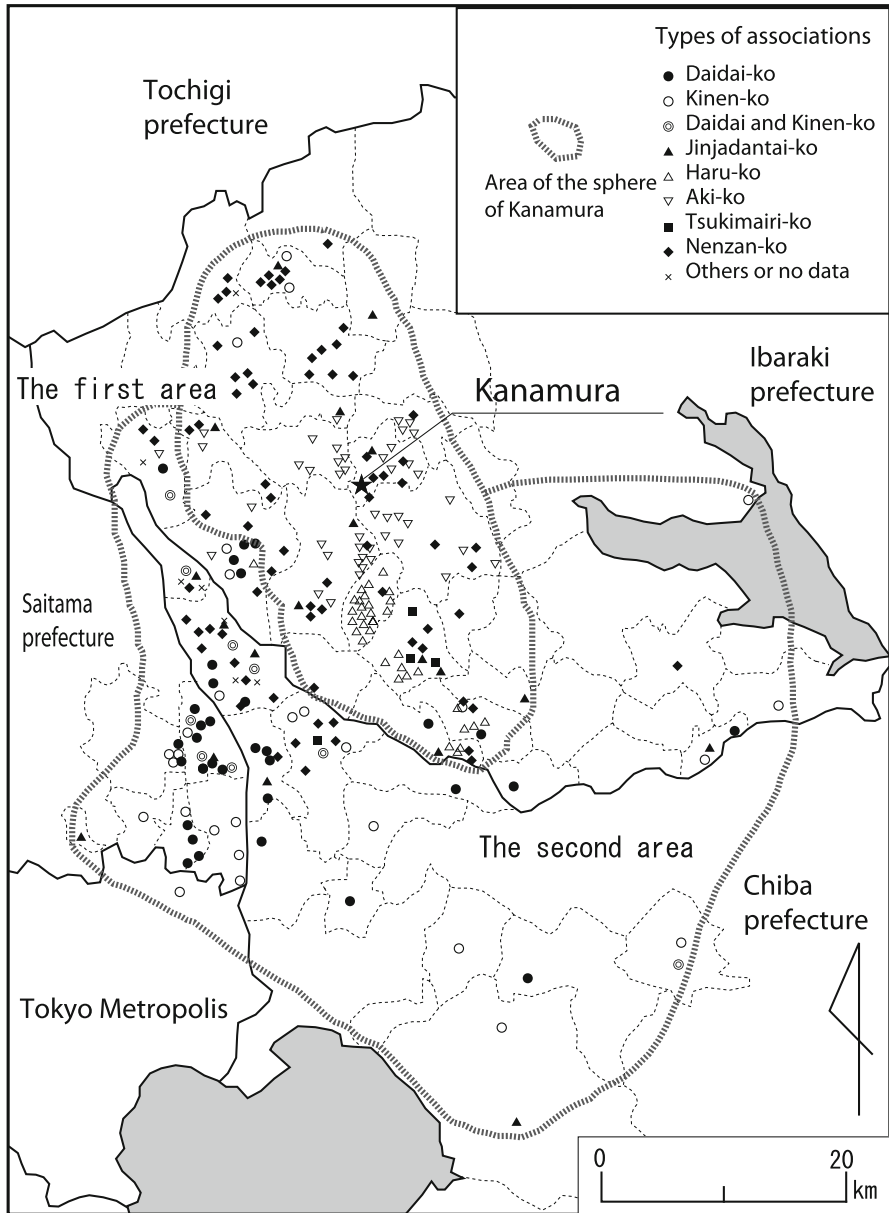 Types of associations
Daidai-ko
Kinen-ko
Daidai and Kinen-ko
Jinjadantai-ko
Haru-ko
Aki-ko
Tsukimairi-ko
Nenzan-ko
Others or no data
Area of the sphere
of Kanamura
Tochigi
prefecture
The first area
Kanamura
Ibaraki
prefecture
Saitama
prefecture
The second area
Chiba
prefecture
Tokyo Metropolis
0 20
km